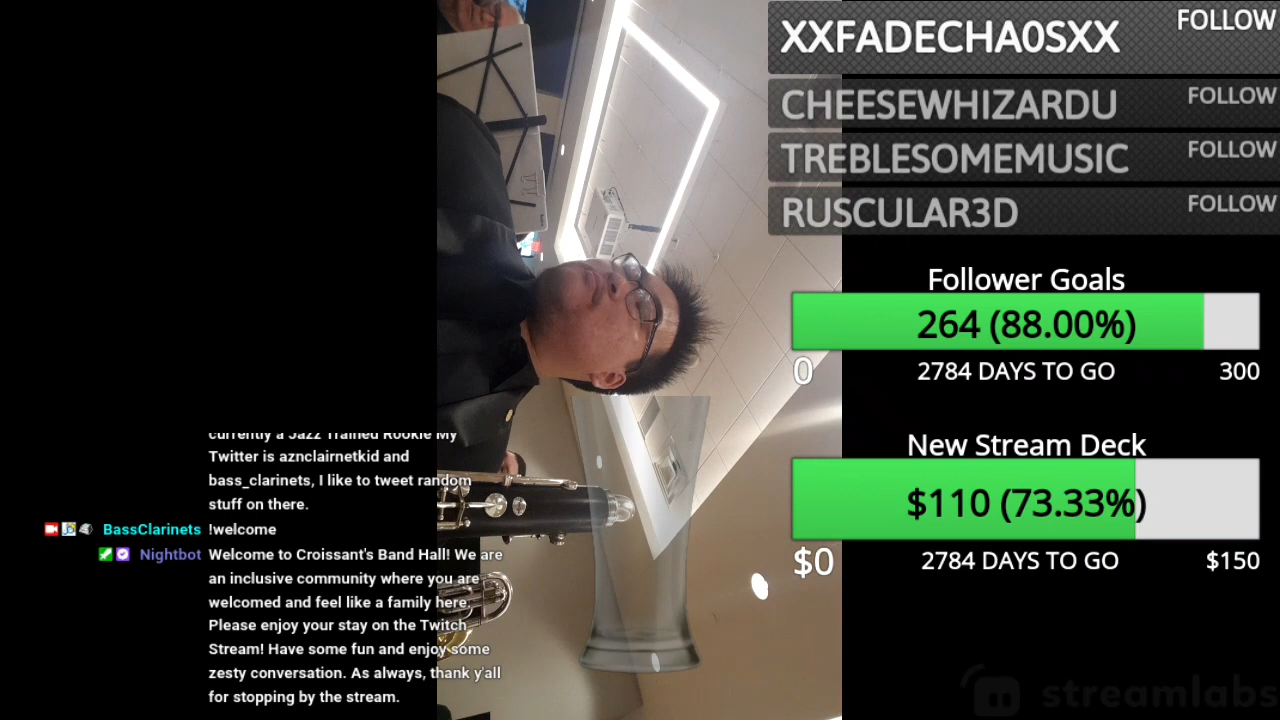 currently a Jazz Trained Rookie My
Twitter is aznclairnetkid and
bass_clarinets, I like to tweet random
stuff on there.
BassClarinets !welcome
Nightbot Welcome to Croissant's Band Hall! We are
an inclusive community where you are
welcomed and feel like a family here.
Please enjoy your stay on the Twitch
Stream! Have some fun and enjoy some
zesty conversation. As always, thank y'all
for stopping by the stream.
XXFADECHA0SXX FOLLOW
CHEESEWHIZARDU FOLLOW
TREBLESOMEMUSIC FOLLOW
RUSCULAR3D FOLLOW
Follower Goals
264 (88.00%)
0 2784 DAYS TO GO 300
New Stream Deck
$110 (73.33%)
$0 2784 DAYS TO GO $150
streamlabs